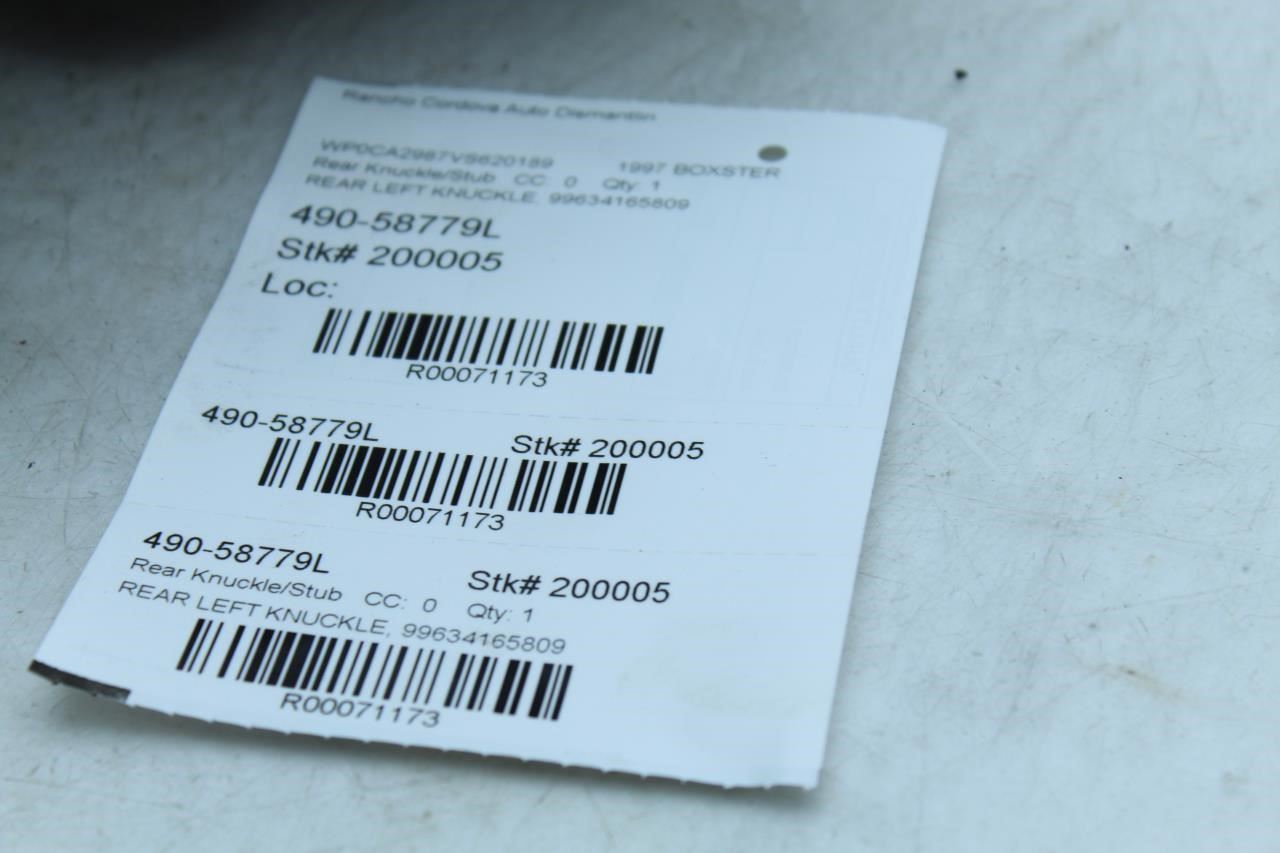 Rancho Cordova Auto Dismantlin
WP0CA2987VS620189 1997 BOXSTER
Rear Knuckle/Stub CC: 0 Qty: 1
REAR LEFT KNUCKLE, 99634165809
490-58779L
Stk# 200005
Loc:
R00071173
490-58779L Stk# 200005
R00071173
490-58779L Stk# 200005
Rear Knuckle/Stub CC: 0 Qty: 1
REAR LEFT KNUCKLE, 99634165809
R00071173